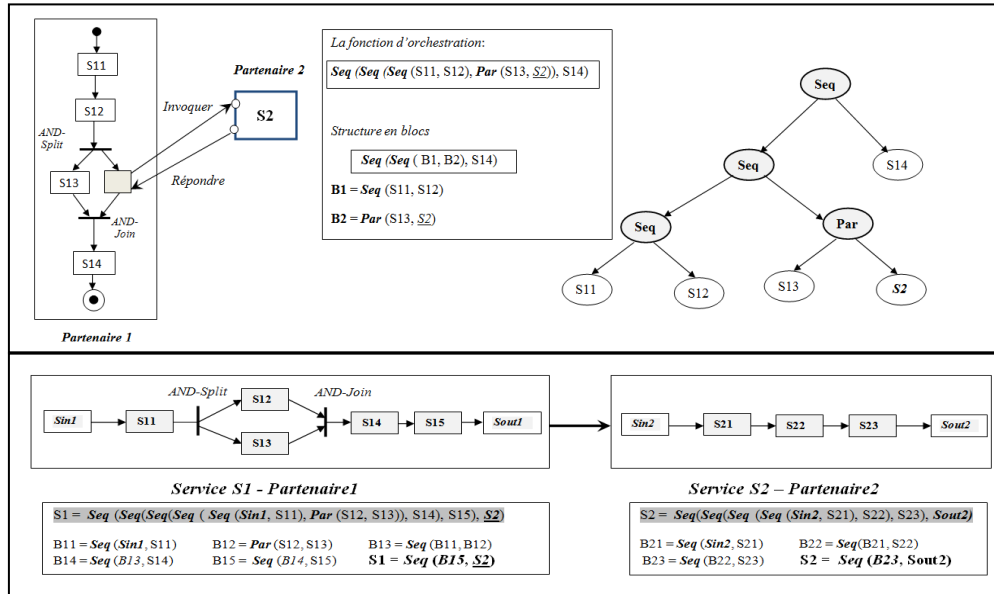 S11
S12
AND-
Split
S13
AND-
Join
S14
Partenaire 1
Partenaire 2
Invoquer
S2
Répondre
La fonction d'orchestration:
Seq (Seq (Seq (S11, S12), Par (S13, S2)), S14)
Structure en blocs
Seq (Seq ( B1, B2), S14)
B1 = Seq (S11, S12)
B2 = Par (S13, S2)
Seq
Seq
S14
Seq
Par
S11
S12
S13
S2
AND-Split
AND-Join
Sin1
S11
S12
S13
S14
S15
Sout1
Sin2
S21
S22
S23
Sout2
Service S1 - Partenaire1
S1 = Seq (Seq(Seq(Seq ( Seq (Sin1, S11), Par (S12, S13)), S14), S15), S2)
B11 = Seq (Sin1, S11) B12 = Par (S12, S13) B13 = Seq (B11, B12)
B14 = Seq (B13, S14) B15 = Seq (B14, S15) S1 = Seq (B15, S2)
Service S2 – Partenaire2
S2 = Seq(Seq(Seq (Seq (Sin2, S21), S22), S23), Sout2)
B21 = Seq (Sin2, S21) B22 = Seq(B21, S22)
B23 = Seq (B22, S23) S2 = Seq (B23, Sout2)